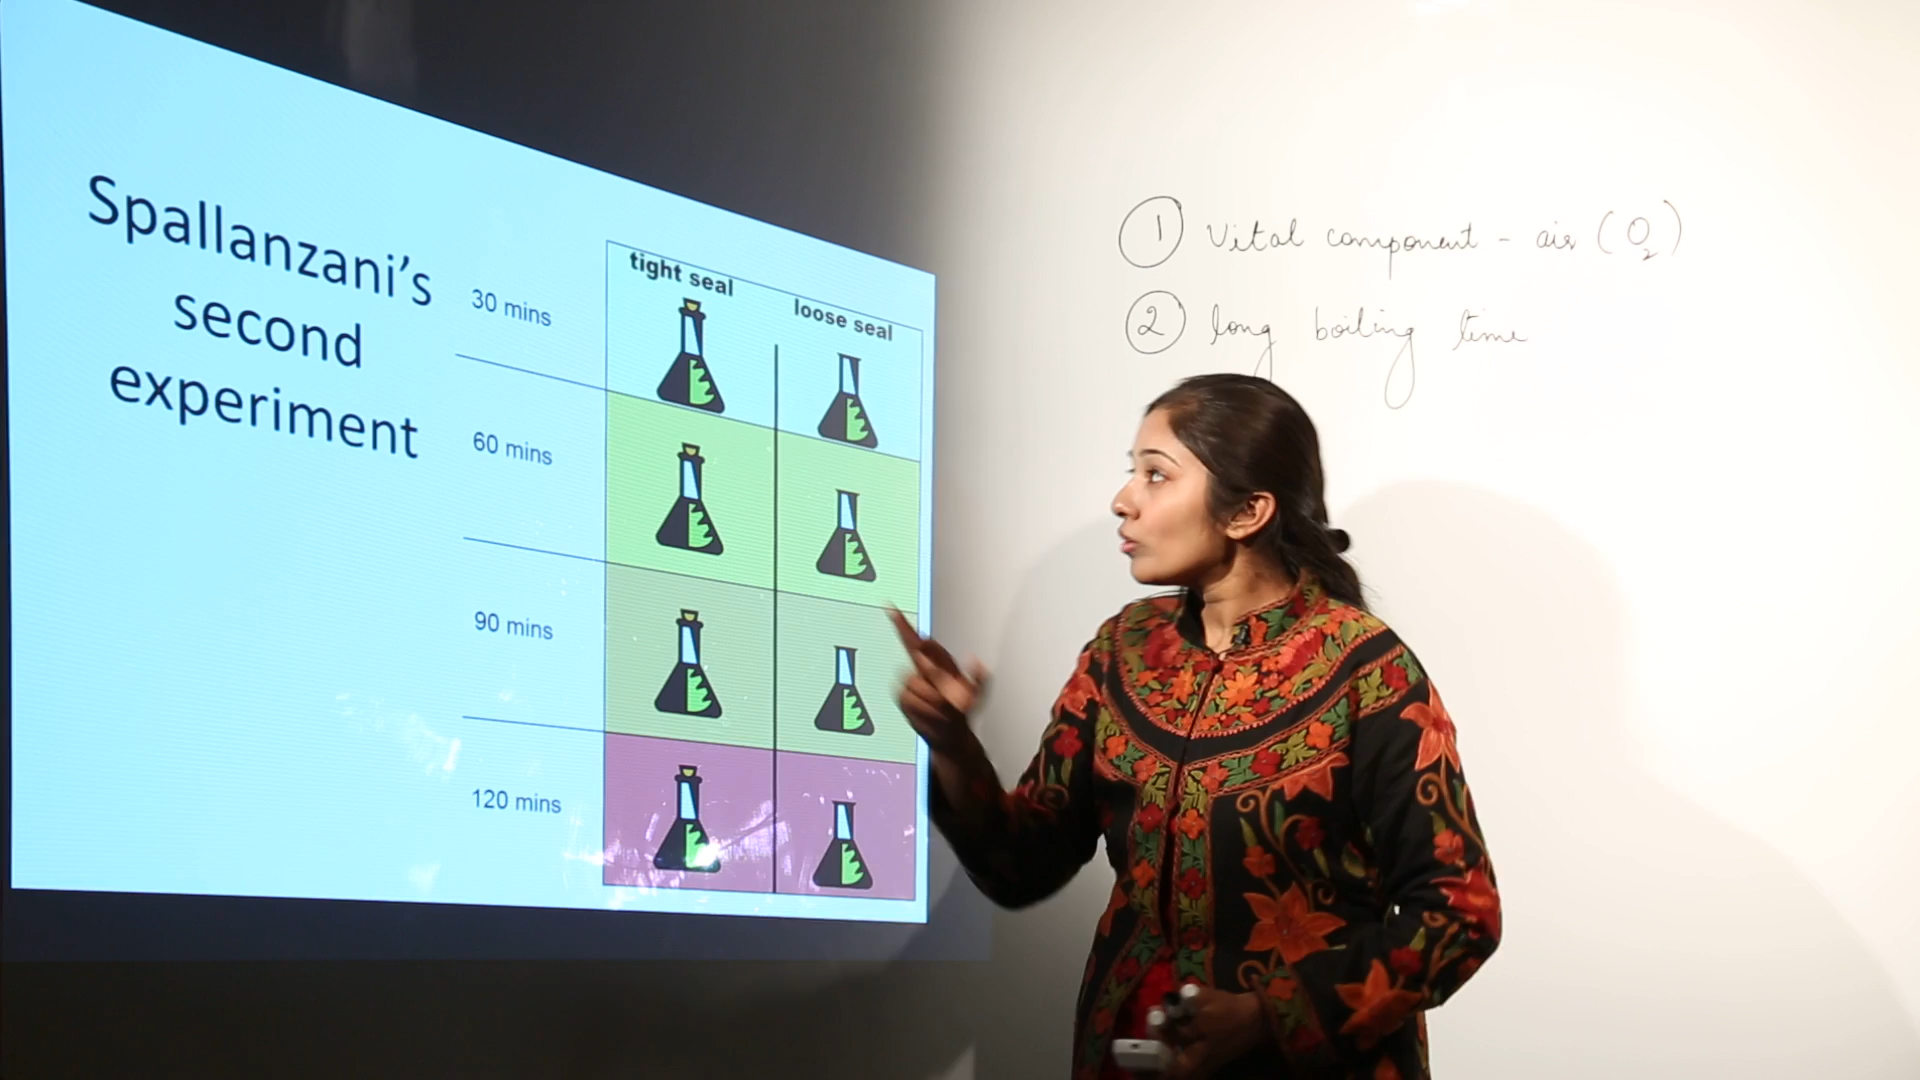 Spallanzani's
second
experiment
tight seal
loose seal
30 mins
60 mins
90 mins
120 mins
① Vital component - air (O₂)
② long boiling time